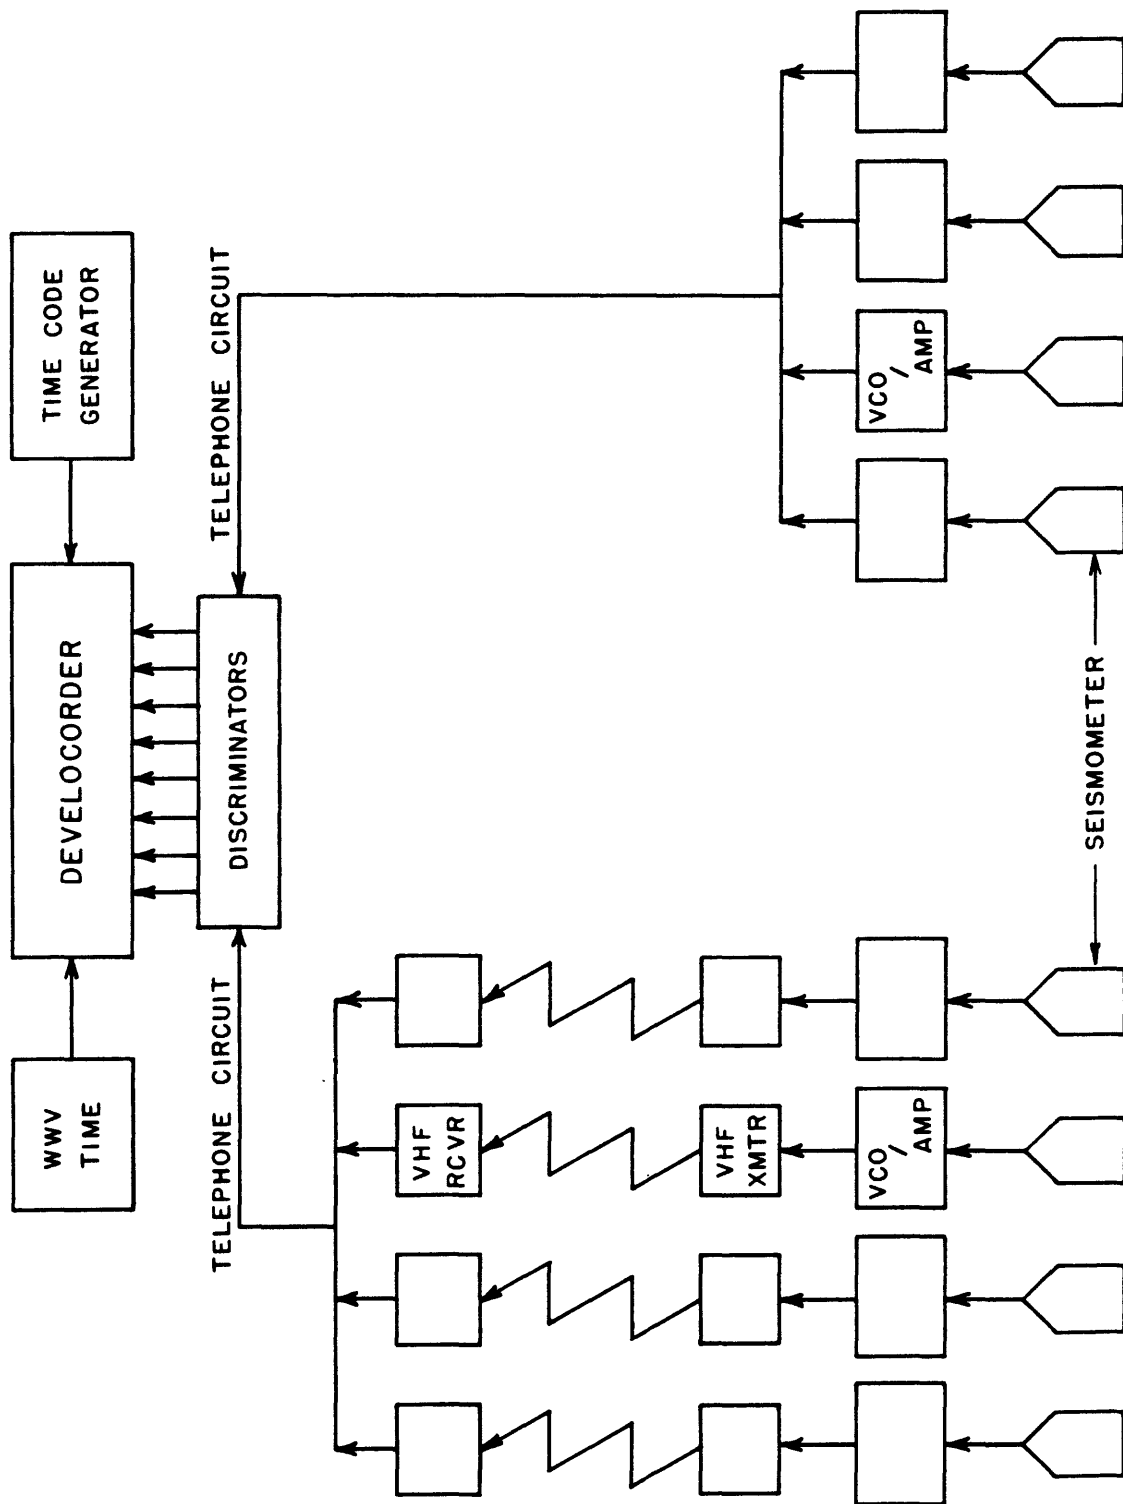 WWV
TIME
DEVELOCORDER
TIME CODE
GENERATOR
DISCRIMINATORS
TELEPHONE CIRCUIT
TELEPHONE CIRCUIT
VHF
RCVR
VHF
XMTR
VCO/
AMP
VCO/
AMP
SEISMOMETER